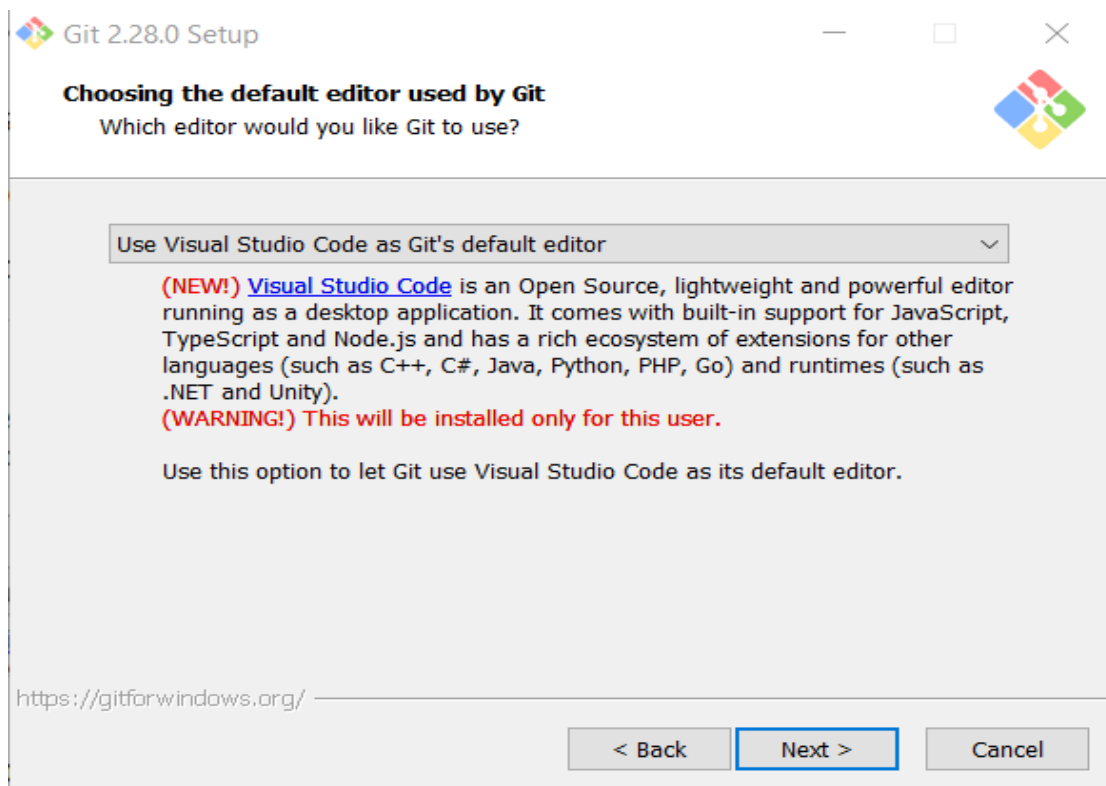 Git 2.28.0 Setup
Choosing the default editor used by Git
Which editor would you like Git to use?
Use Visual Studio Code as Git's default editor
(NEW!) Visual Studio Code is an Open Source, lightweight and powerful editor
running as a desktop application. It comes with built-in support for JavaScript,
TypeScript and Node.js and has a rich ecosystem of extensions for other
languages (such as C++, C#, Java, Python, PHP, Go) and runtimes (such as
.NET and Unity).
(WARNING!) This will be installed only for this user.
Use this option to let Git use Visual Studio Code as its default editor.
https://gitforwindows.org/
< Back Next > Cancel